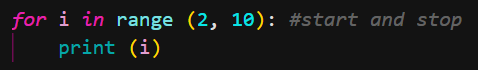 for i in range (2, 10): #start and stop
    print (i)